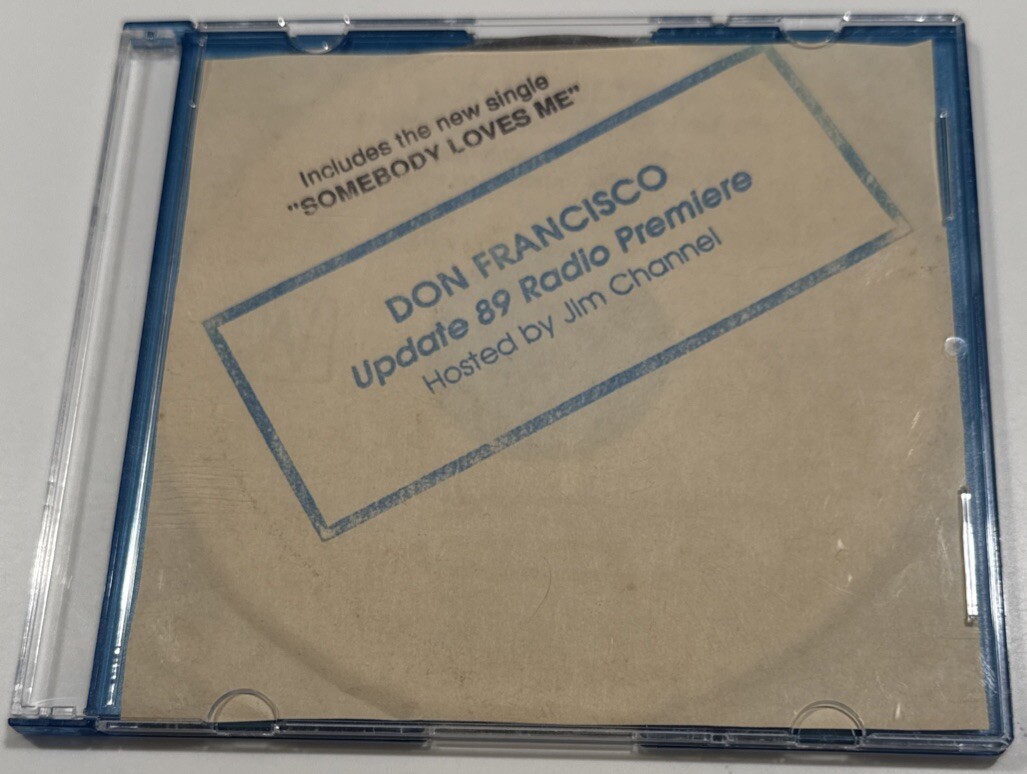 Includes the new single
"SOMEBODY LOVES ME"
DON FRANCISCO
Update 89 Radio Premiere
Hosted by Jim Channel